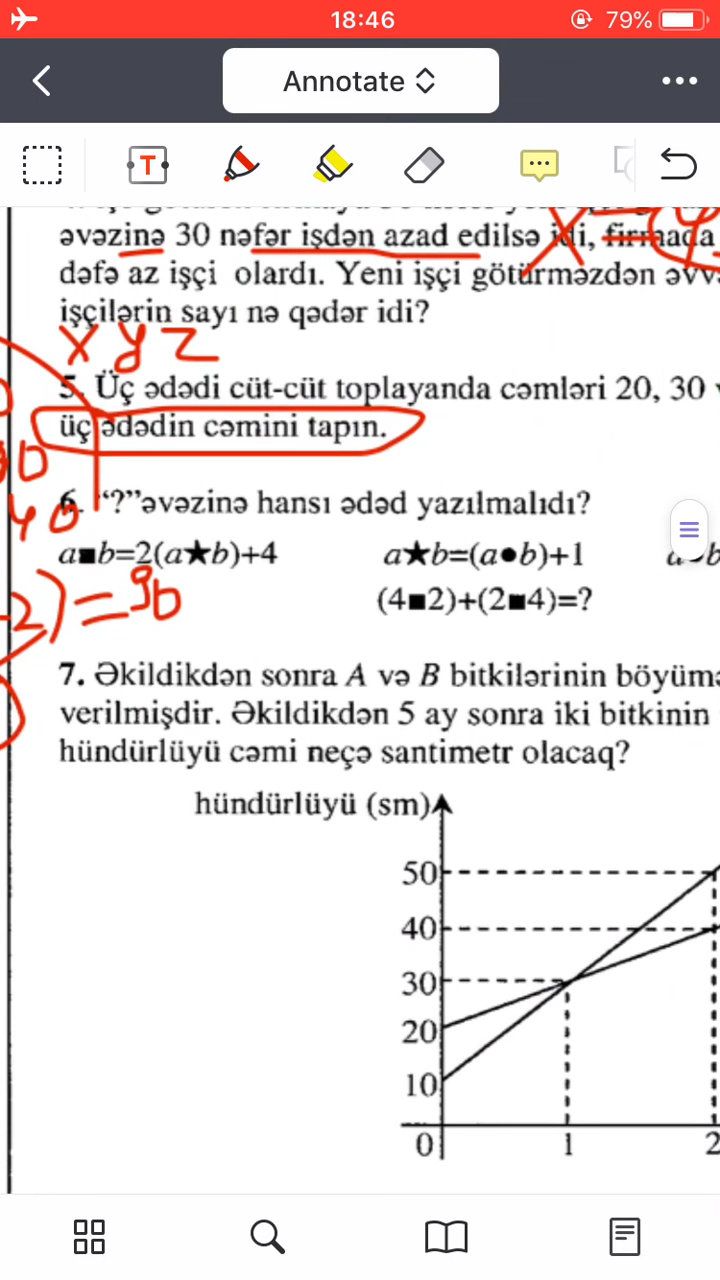 18:46
79%
Annotate
T
əvəzinə 30 nəfər işdən azad edilsə idi, firmada
dəfə az işçi olardı. Yeni işçi götürməzdən əvv
işçilərin sayı nə qədər idi?
x y z
5. Üç ədədi cüt-cüt toplayanda cəmləri 20, 30
üç ədədin cəmini tapın.
6. “?”əvəzinə hansı ədəd yazılmalıdı?
a■b=2(a★b)+4 a★b=(a●b)+1
(4■2)+(2■4)=?
7. Əkildikdən sonra A və B bitkilərinin böyümə
verilmişdir. Əkildikdən 5 ay sonra iki bitkinin
hündürlüyü cəmi neçə santimetr olacaq?
hündürlüyü (sm)
50
40
30
20
10
0 1 2